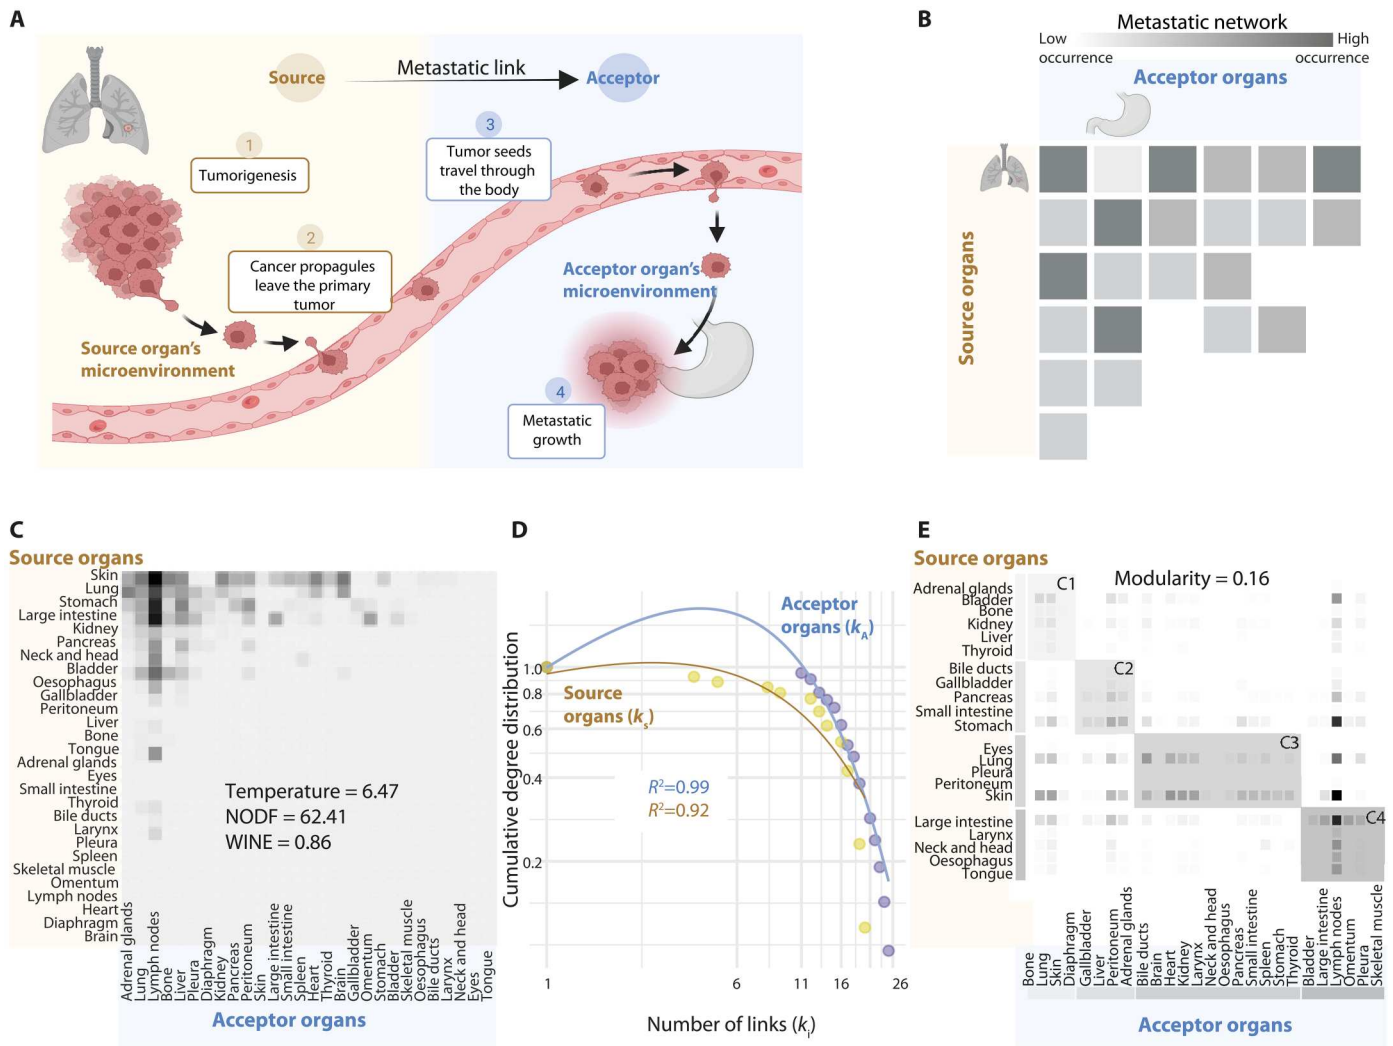 A
Source
Metastatic link
Acceptor
1
Tumorigenesis
2
Cancer propagules
leave the primary
tumor
3
Tumor seeds
travel through
the body
Source organ's
microenvironment
Acceptor organ's
microenvironment
4
Metastatic
growth
B
Metastatic network
Low
occurrence
High
occurrence
Acceptor organs
Source organs
C
Source organs
Skin
Lung
Stomach
Large intestine
Kidney
Pancreas
Neck and head
Bladder
Oesophagus
Gallbladder
Peritoneum
Liver
Bone
Tongue
Adrenal glands
Eyes
Small intestine
Thyroid
Bile ducts
Larynx
Pleura
Spleen
Skeletal muscle
Omentum
Lymph nodes
Heart
Diaphragm
Brain
Temperature = 6.47
NODF = 62.41
WINE = 0.86
Adrenal glands
Lung
Lymph nodes
Bone
Liver
Pleura
Diaphragm
Kidney
Pancreas
Peritoneum
Skin
Large intestine
Small intestine
Spleen
Heart
Thyroid
Brain
Gallbladder
Omentum
Stomach
Bladder
Skeletal muscle
Oesophagus
Bile ducts
Larynx
Neck and head
Eyes
Tongue
Acceptor organs
D
Cumulative degree distribution
1.0
0.8
0.6
0.4
0.2
Acceptor
organs (kA)
Source
organs (ks)
R²=0.99
R²=0.92
1
6
11
16
26
Number of links (ki)
E
Source organs
Modularity = 0.16
C1
C2
C3
C4
Adrenal glands
Bladder
Bone
Kidney
Liver
Thyroid
Bile ducts
Gallbladder
Pancreas
Small intestine
Stomach
Eyes
Lung
Pleura
Peritoneum
Skin
Large intestine
Larynx
Neck and head
Oesophagus
Tongue
Bone
Lung
Skin
Diaphragm
Gallbladder
Liver
Peritoneum
Adrenal glands
Bile ducts
Brain
Heart
Kidney
Larynx
Neck and head
Oesophagus
Pancreas
Small intestine
Spleen
Stomach
Thyroid
Bladder
Large intestine
Lymph nodes
Omentum
Pleura
Skeletal muscle
Acceptor organs